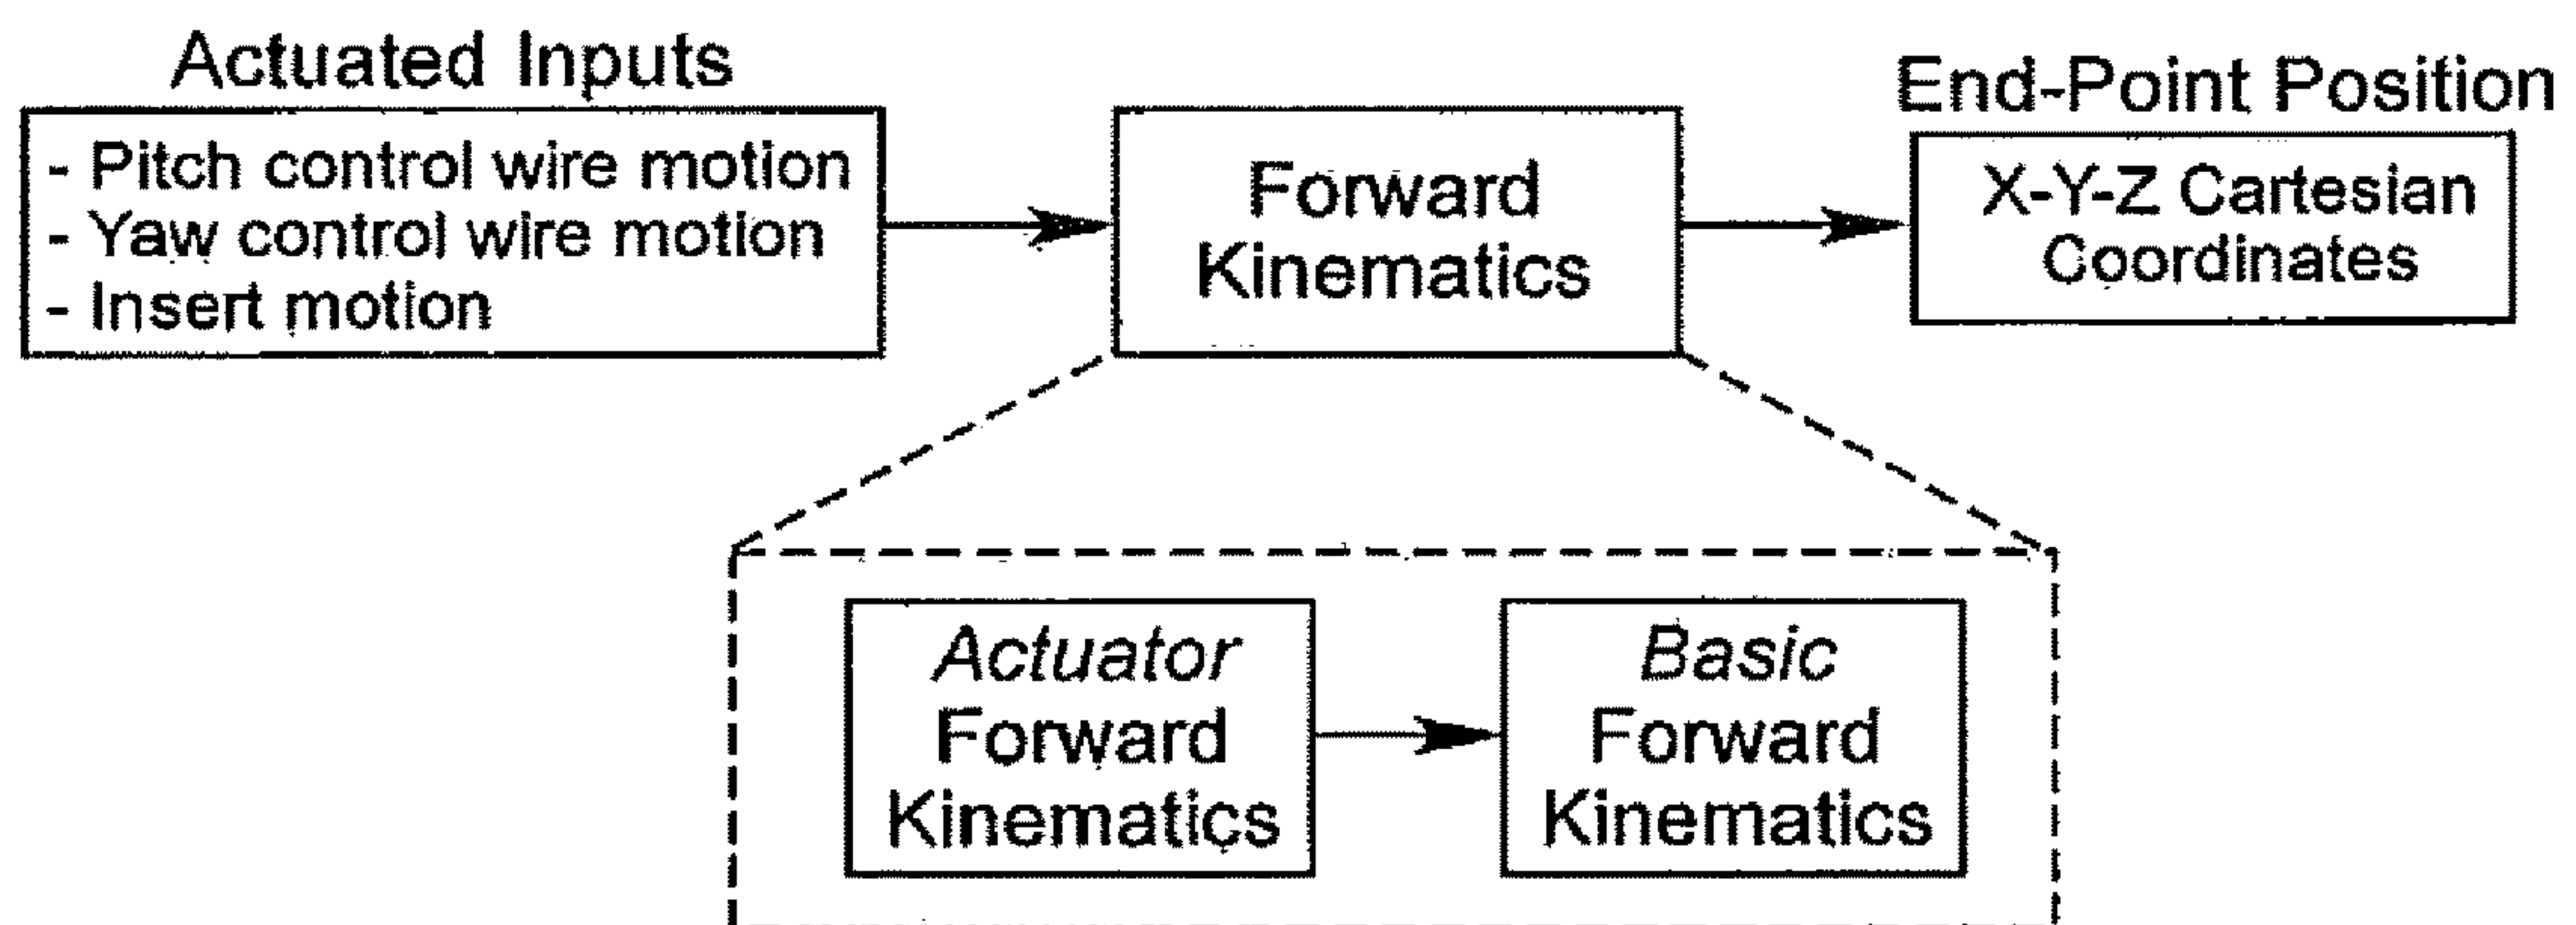 Actuated Inputs
- Pitch control wire motion
- Yaw control wire motion
- Insert motion
Forward
Kinematics
End-Point Position
X-Y-Z Cartesian
Coordinates
Actuator
Forward
Kinematics
Basic
Forward
Kinematics